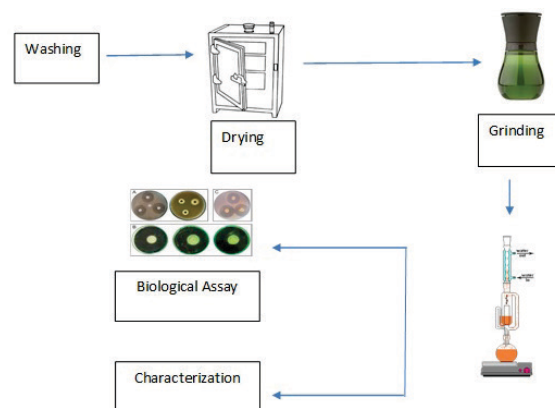 Washing
Drying
Grinding
A
C
B
Biological Assay
Characterization